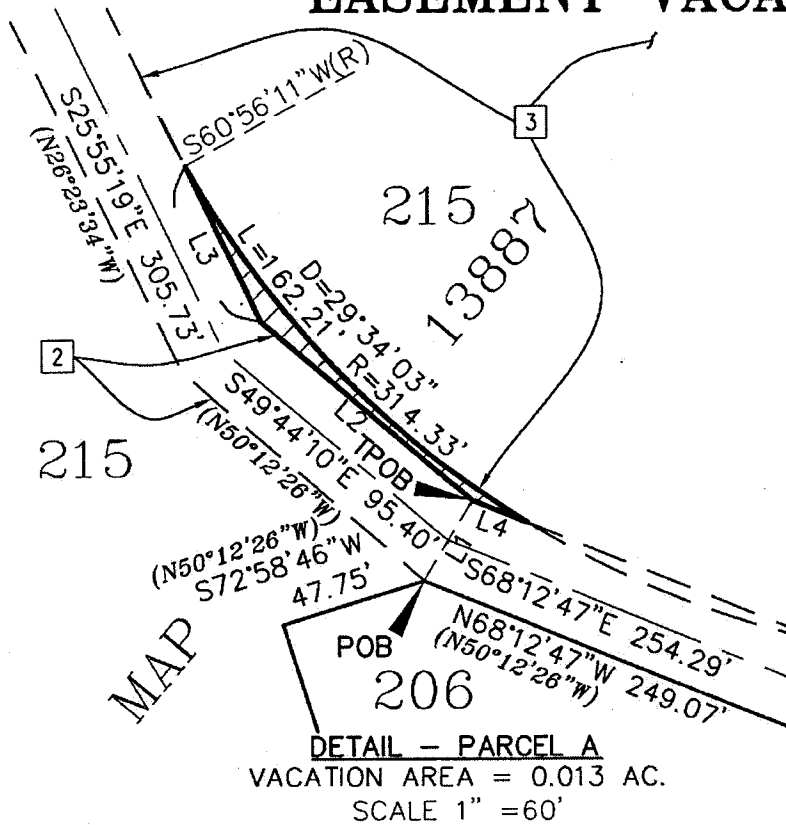 EASEMENT VACA
S60°56'11"W(R)
3
S25°55'19"E 305.73'
(N26°23'34"W)
215
13887
L3
L=162.21'
D=29°34'03"
R=314.33'
2
L2
TPOB
S49°44'10"E 95.40'
(N50°12'26"W)
215
L4
(N50°12'26"W)
S72°58'46"W
47.75'
S68°12'47"E 254.29'
N68°12'47"W 249.07'
(N50°12'26"W)
POB
MAP
206
DETAIL – PARCEL A
VACATION AREA = 0.013 AC.
SCALE 1" =60'